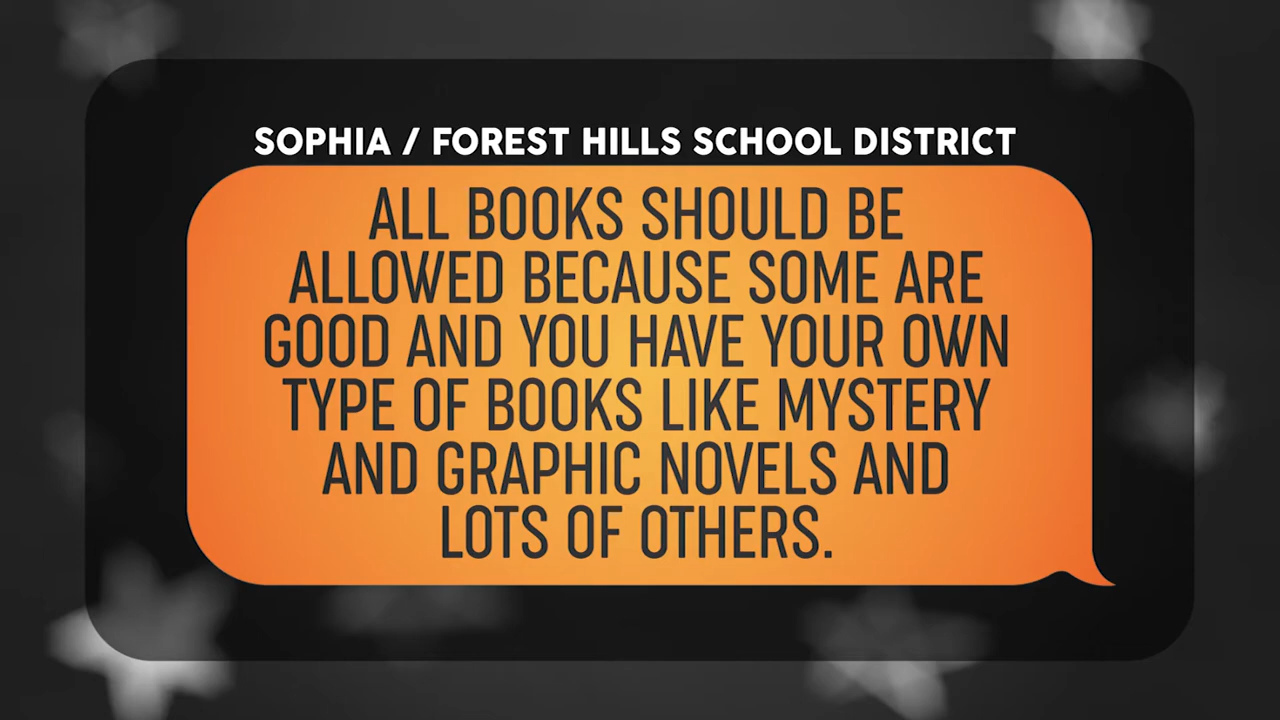 SOPHIA / FOREST HILLS SCHOOL DISTRICT
ALL BOOKS SHOULD BE
ALLOWED BECAUSE SOME ARE
GOOD AND YOU HAVE YOUR OWN
TYPE OF BOOKS LIKE MYSTERY
AND GRAPHIC NOVELS AND
LOTS OF OTHERS.